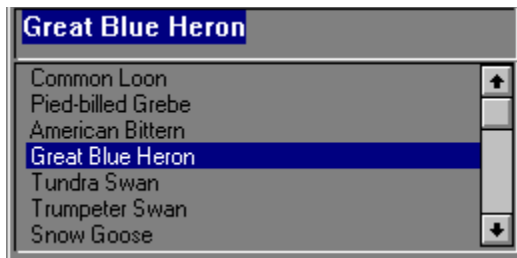 Great Blue Heron
Common Loon
Pied-billed Grebe
American Bittern
Great Blue Heron
Tundra Swan
Trumpeter Swan
Snow Goose